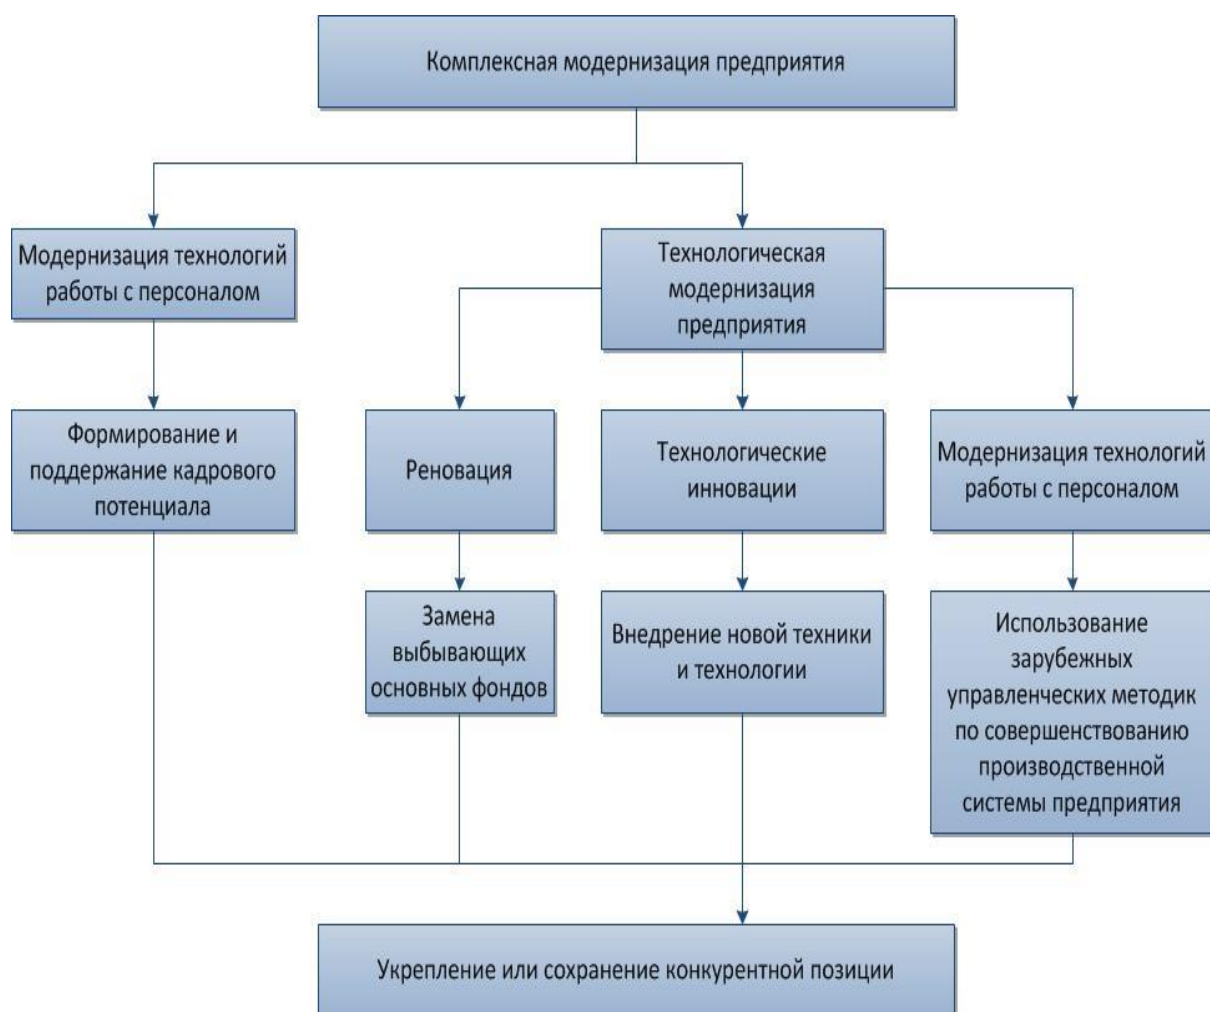 Комплексная модернизация предприятия
Модернизация технологий
работы с персоналом
Технологическая
модернизация
предприятия
Формирование и
поддержание кадрового
потенциала
Реновация
Технологические
инновации
Модернизация технологий
работы с персоналом
Замена
выбывающих
основных фондов
Внедрение новой техники
и технологии
Использование
зарубежных
управленческих методик
по совершенствованию
производственной
системы предприятия
Укрепление или сохранение конкурентной позиции